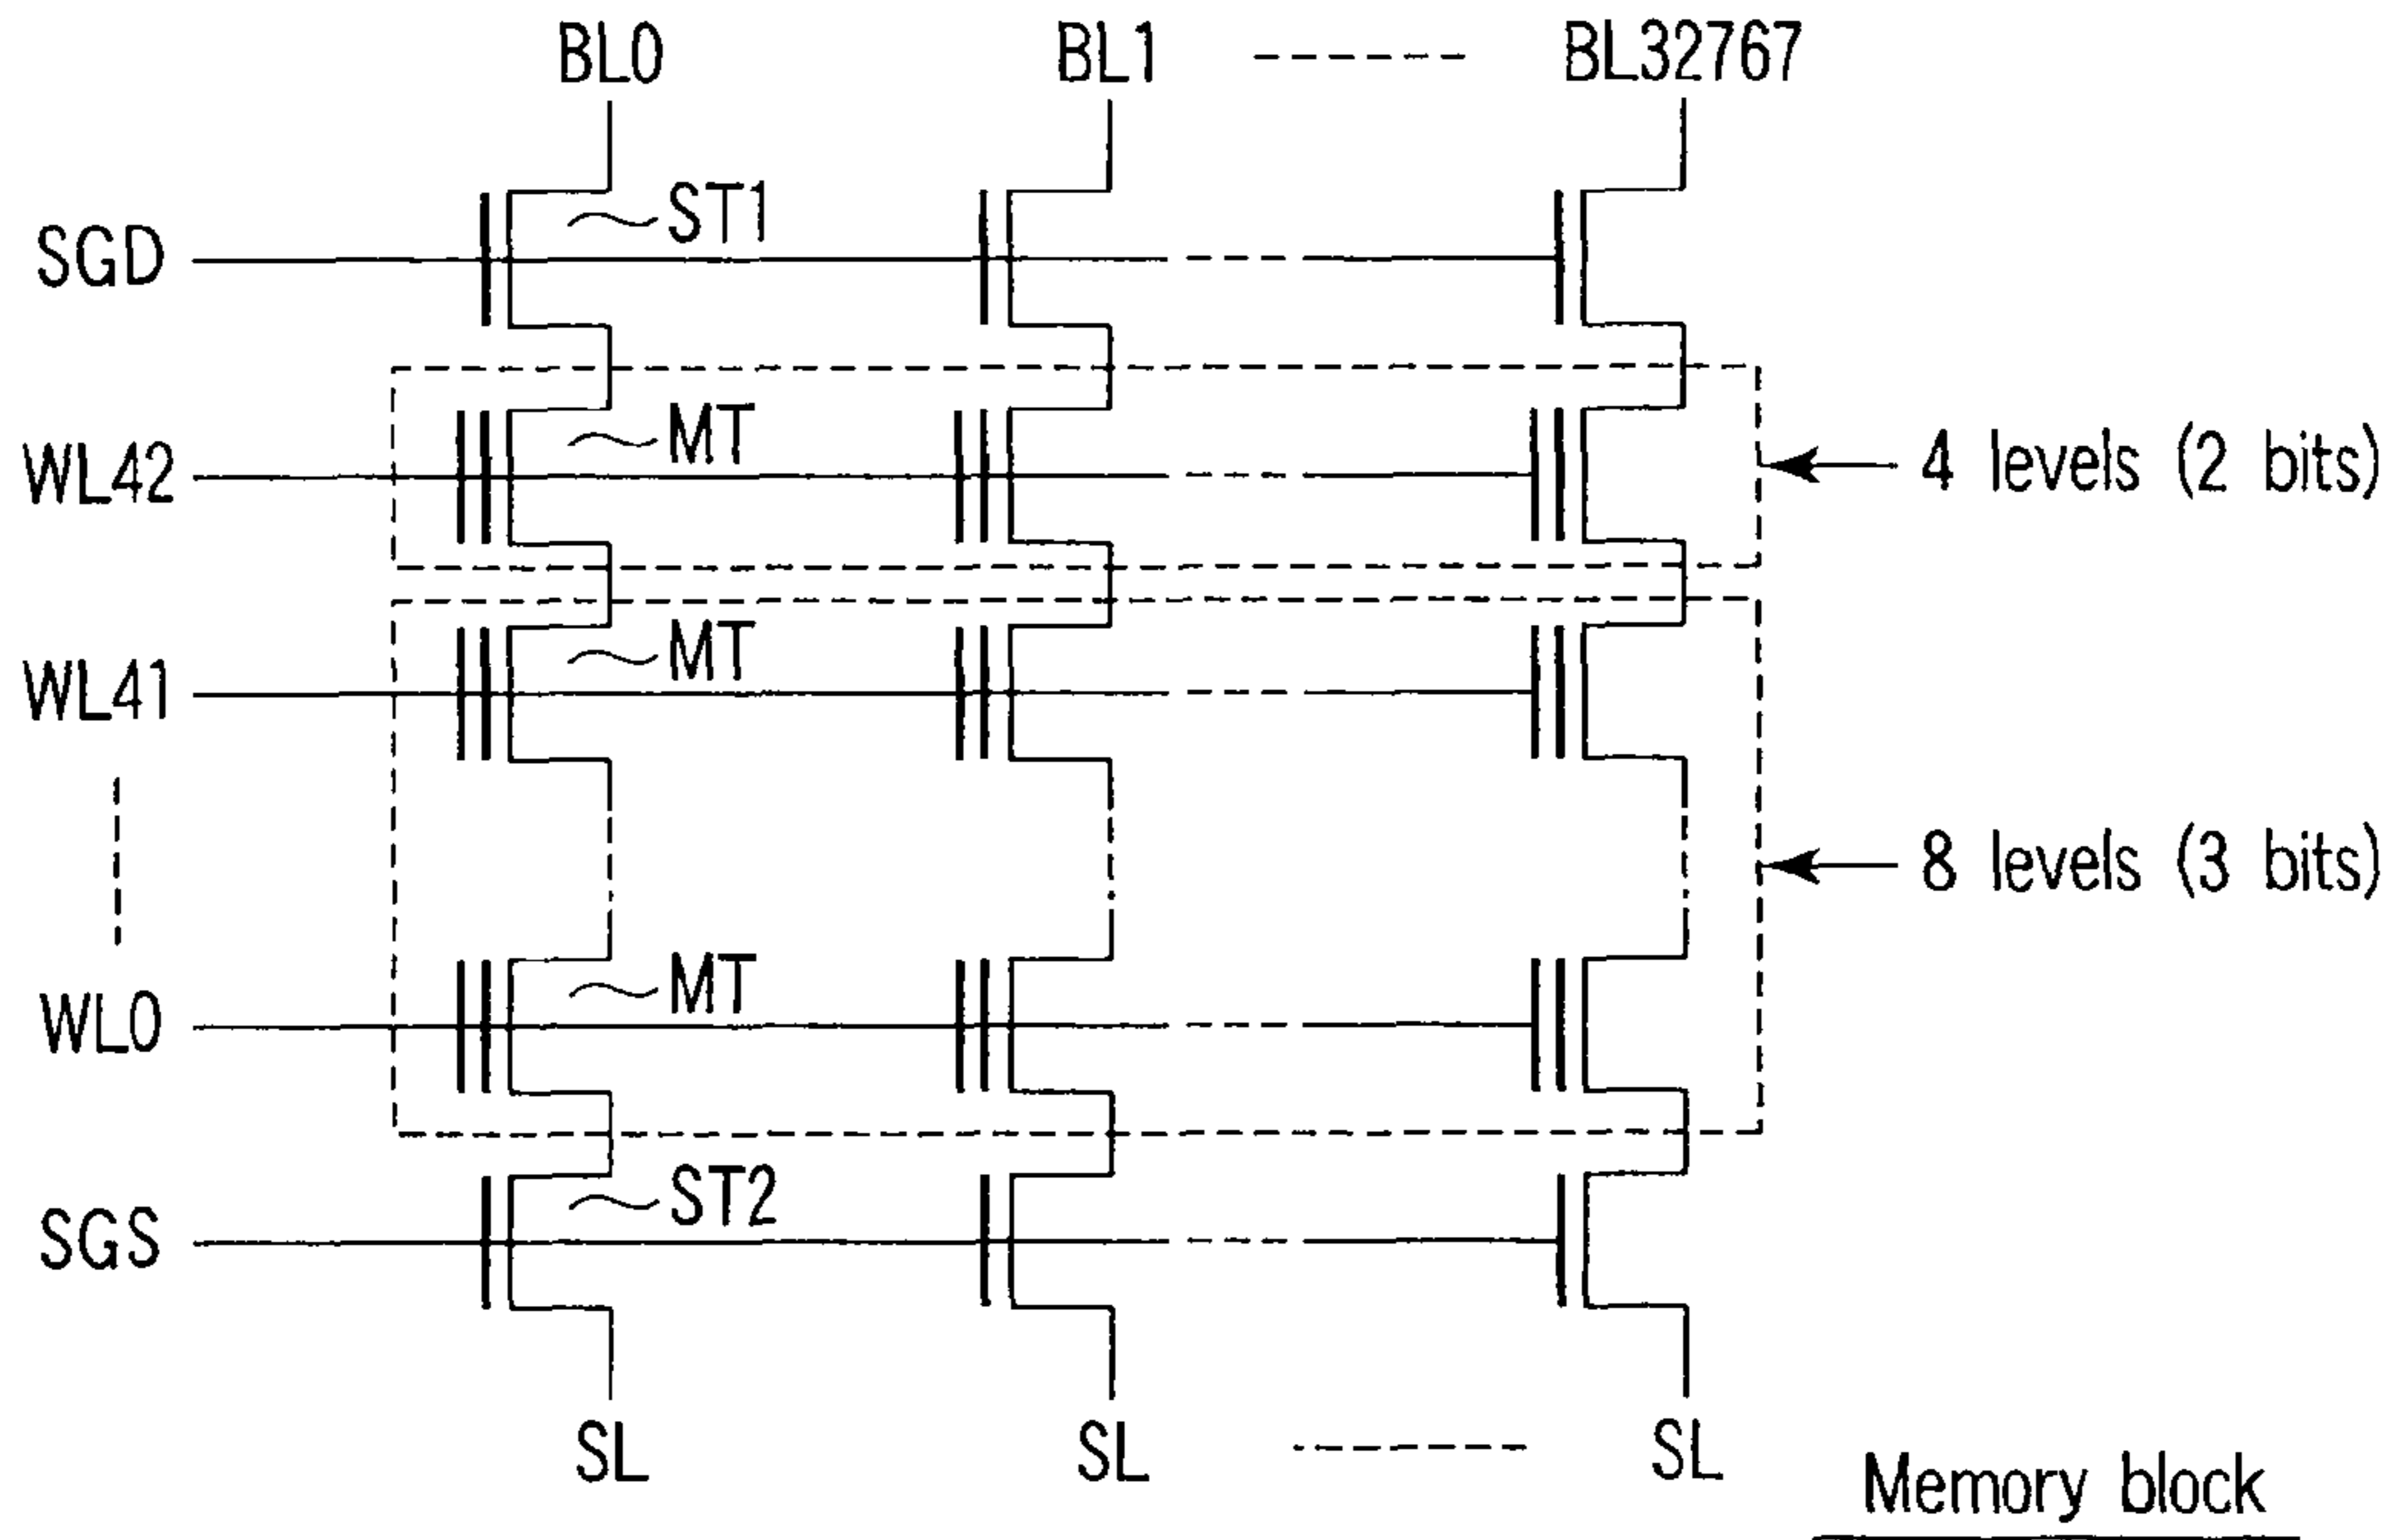 BL0 BL1 BL32767
ST1
SGD
MT
WL42
4 levels (2 bits)
MT
WL41
8 levels (3 bits)
MT
WL0
ST2
SGS
SL SL SL
Memory block